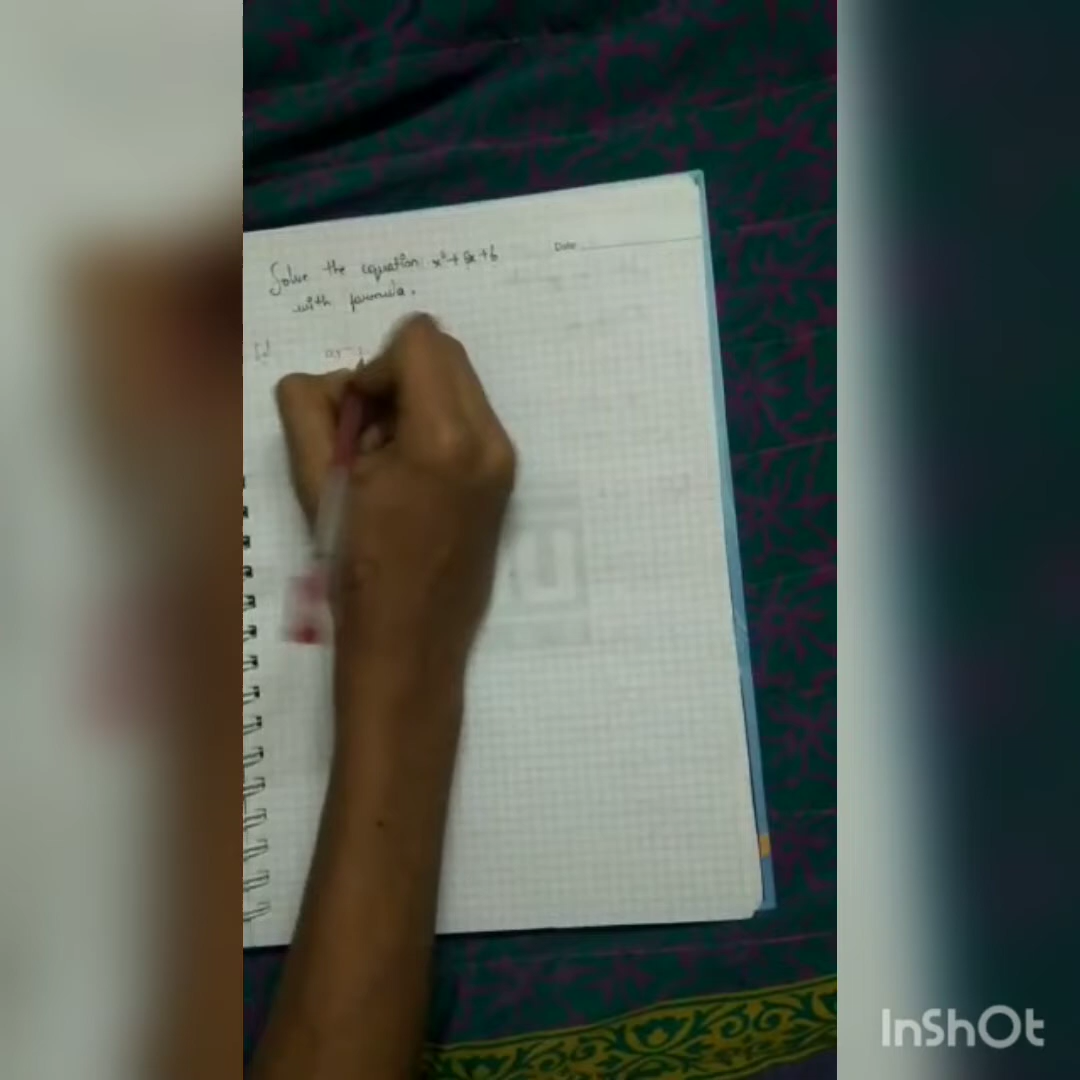 Solve the equation: x²+5x+6
Date
with formula.
InShOt